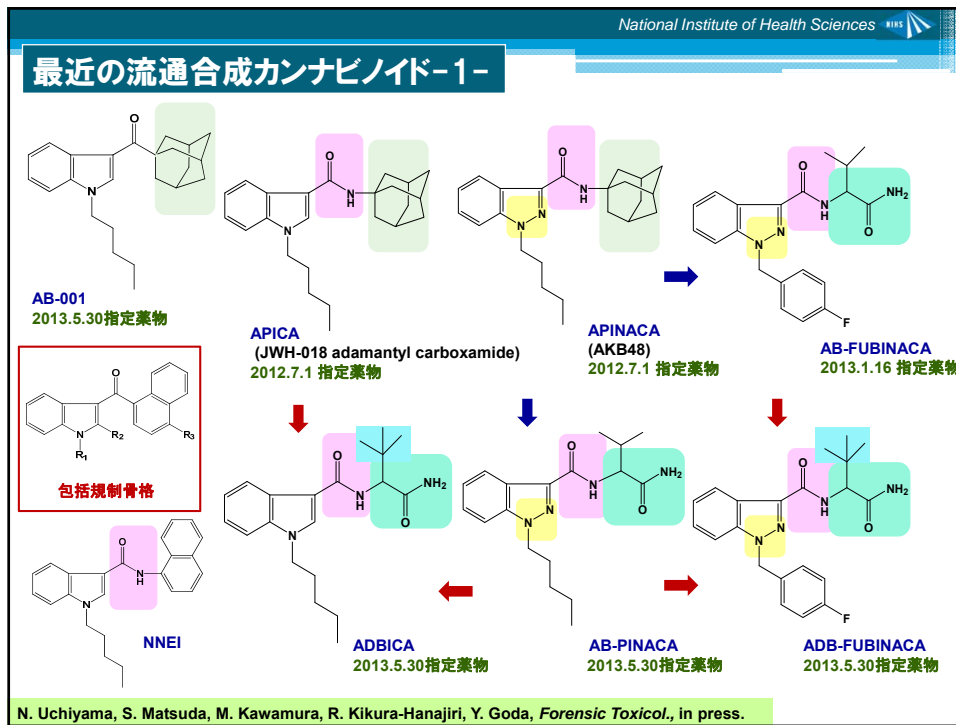 National Institute of Health Sciences NIHS
最近の流通合成カンナビノイド-1-
O
N
AB-001
2013.5.30指定薬物
O
N
H
N
APICA
(JWH-018 adamantyl carboxamide)
2012.7.1 指定薬物
O
N
H
N
N
APINACA
(AKB48)
2012.7.1 指定薬物
O
N
H
NH2
O
N
N
F
AB-FUBINACA
2013.1.16 指定薬物
O
N
R1
R2
R3
包括規制骨格
O
N
H
N
NNEI
O
N
H
NH2
O
N
ADBICA
2013.5.30指定薬物
O
N
H
NH2
O
N
N
AB-PINACA
2013.5.30指定薬物
O
N
H
NH2
O
N
N
F
ADB-FUBINACA
2013.5.30指定薬物
N. Uchiyama, S. Matsuda, M. Kawamura, R. Kikura-Hanajiri, Y. Goda, Forensic Toxicol., in press.